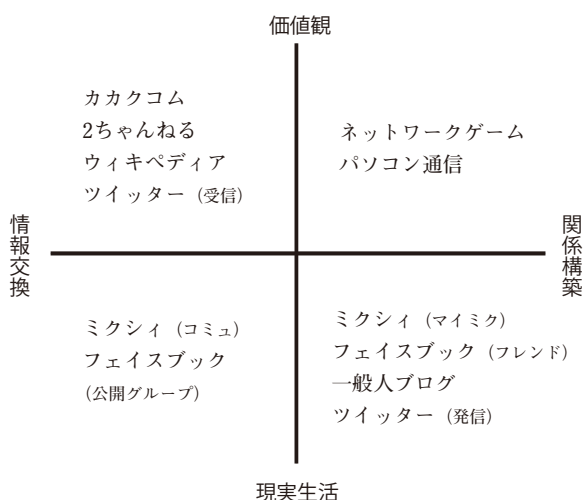 価値観
カカクコム
2ちゃんねる
ウィキペディア
ツイッター（受信）
ネットワークゲーム
パソコン通信
情報交換
関係構築
ミクシィ（コミュ）
フェイスブック
（公開グループ）
ミクシィ（マイミク）
フェイスブック（フレンド）
一般人ブログ
ツイッター（発信）
現実生活